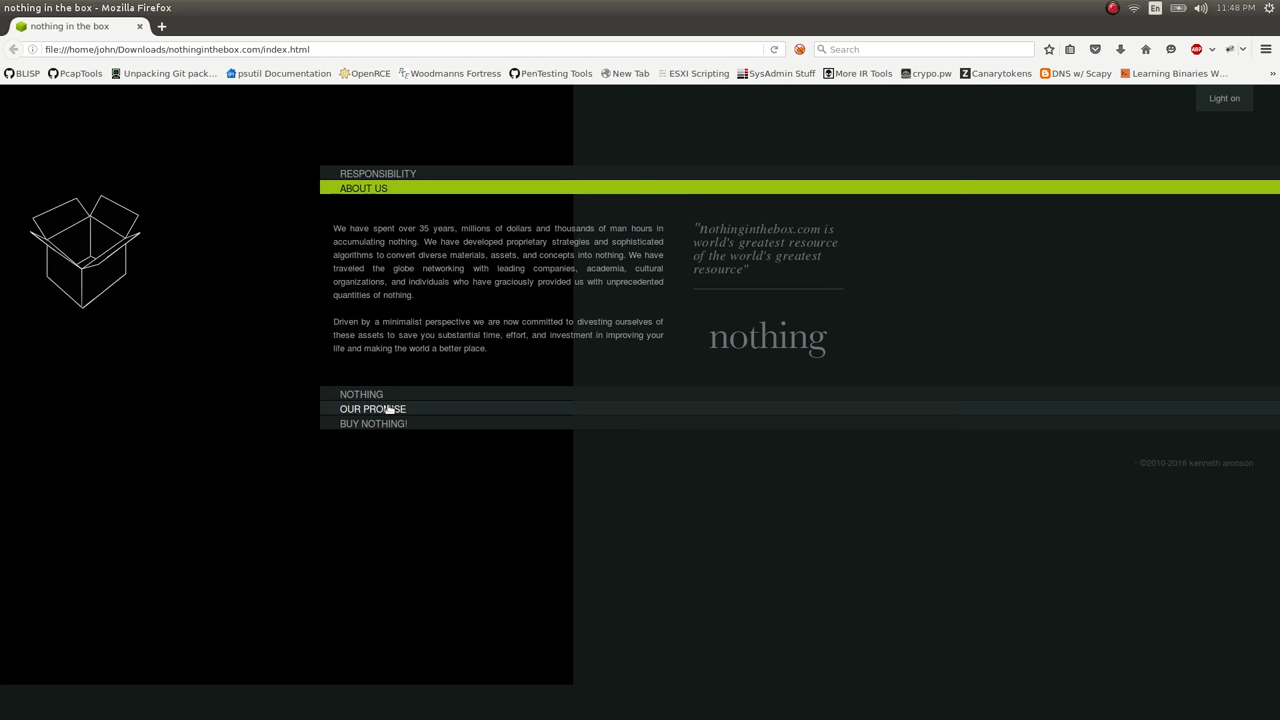 nothing in the box - Mozilla Firefox
En
11:48 PM
nothing in the box
file:///home/john/Downloads/nothinginthebox.com/index.html
Search
BLISP
PcapTools
Unpacking Git pack...
psutil Documentation
OpenRCE
Woodmanns Fortress
PenTesting Tools
New Tab
ESXI Scripting
SysAdmin Stuff
More IR Tools
crypo.pw
Canarytokens
DNS w/ Scapy
Learning Binaries W...
Light on
RESPONSIBILITY
ABOUT US
We have spent over 35 years, millions of dollars and thousands of man hours in
accumulating nothing. We have developed proprietary strategies and sophisticated
algorithms to convert diverse materials, assets, and concepts into nothing. We have
traveled the globe networking with leading companies, academia, cultural
organizations, and individuals who have graciously provided us with unprecedented
quantities of nothing.
Driven by a minimalist perspective we are now committed to divesting ourselves of
these assets to save you substantial time, effort, and investment in improving your
life and making the world a better place.
"nothinginthebox.com is
world's greatest resource
of the world's greatest
resource"
nothing
NOTHING
OUR PROMISE
BUY NOTHING!
· ©2010-2016 kenneth aronson